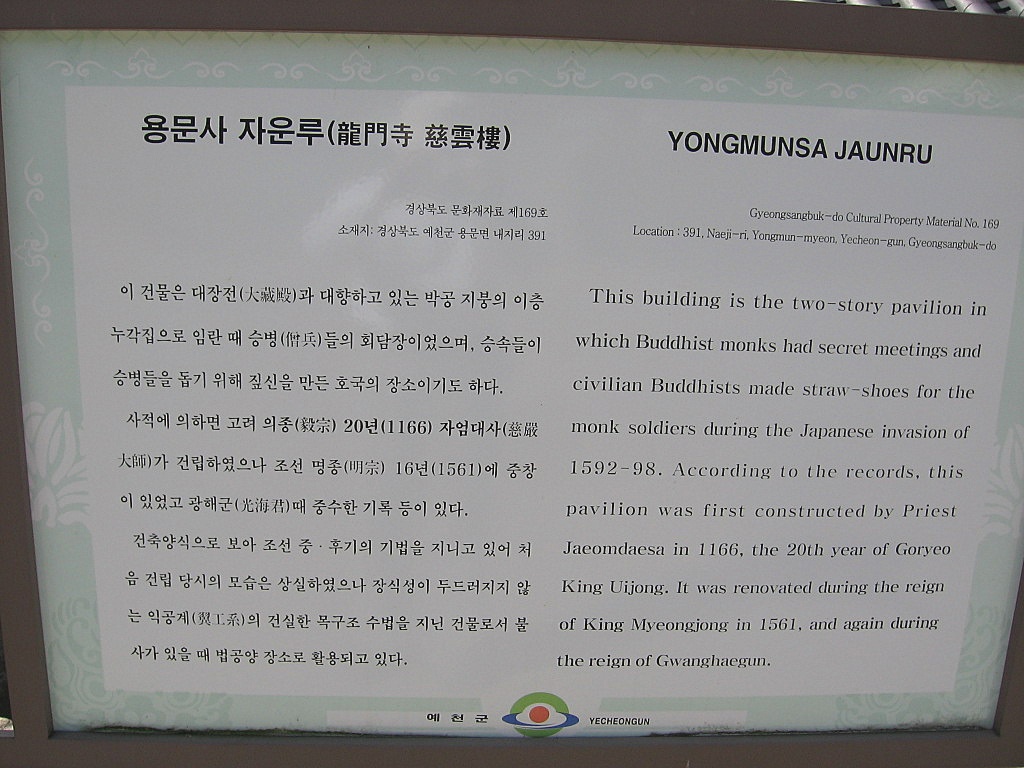 용문사 자운루(龍門寺 慈雲樓)
경상북도 문화재자료 제169호
소재지: 경상북도 예천군 용문면 내지리 391
이 건물은 대장전(大藏殿)과 대향하고 있는 박공 지붕의 이층
누각집으로 임란 때 승병(僧兵)들의 회담장이었으며, 승속들이
승병들을 돕기 위해 짚신을 만든 호국의 장소이기도 하다.
사적에 의하면 고려 의종(毅宗) 20년(1166) 자엄대사(慈嚴
大師)가 건립하였으나 조선 명종(明宗) 16년(1561)에 중창
이 있었고 광해군(光海君)때 중수한 기록 등이 있다.
건축양식으로 보아 조선 중·후기의 기법을 지니고 있어 처
음 건립 당시의 모습은 상실하였으나 장식성이 두드러지지 않
는 익공계(翼工系)의 건실한 목구조 수법을 지닌 건물로서 불
사가 있을 때 법공양 장소로 활용되고 있다.
YONGMUNSA JAUNRU
Gyeongsangbuk-do Cultural Property Material No. 169
Location : 391, Naeji-ri, Yongmun-myeon, Yecheon-gun, Gyeongsangbuk-do
This building is the two-story pavilion in
which Buddhist monks had secret meetings and
civilian Buddhists made straw-shoes for the
monk soldiers during the Japanese invasion of
1592-98. According to the records, this
pavilion was first constructed by Priest
Jaeomdaesa in 1166, the 20th year of Goryeo
King Uijong. It was renovated during the reign
of King Myeongjong in 1561, and again during
the reign of Gwanghaegun.
예천군 YECHEONGUN